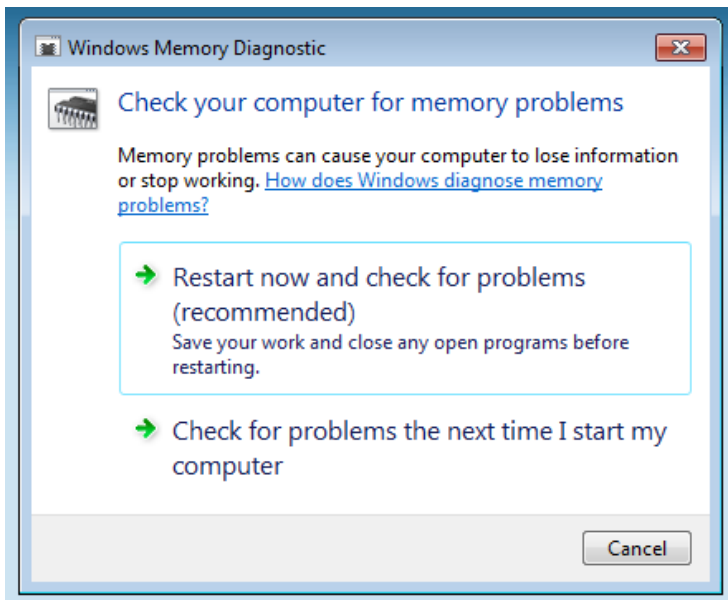 Windows Memory Diagnostic
Check your computer for memory problems
Memory problems can cause your computer to lose information
or stop working. How does Windows diagnose memory
problems?
Restart now and check for problems
(recommended)
Save your work and close any open programs before
restarting.
Check for problems the next time I start my
computer
Cancel